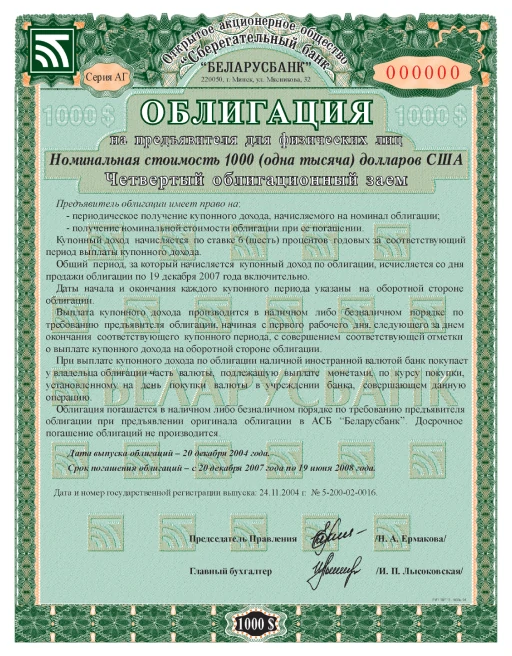 Открытое акционерное общество
"Сберегательный банк
"БЕЛАРУСБАНК"
220050, г. Минск, ул. Мясникова, 32
Серия АГ
000000
1000 $
ОБЛИГАЦИЯ
1000 $
на предъявителя для физических лиц
Номинальная стоимость 1000 (одна тысяча) долларов США
Четвертый облигационный заем
Предъявитель облигации имеет право на:
- периодическое получение купонного дохода, начисляемого на номинал облигации;
- получение номинальной стоимости облигации при ее погашении.
Купонный доход начисляется по ставке 6 (шесть) процентов годовых за соответствующий
период выплаты купонного дохода.
Общий период, за который начисляется купонный доход по облигации, исчисляется со дня
продажи облигации по 19 декабря 2007 года включительно.
Даты начала и окончания каждого купонного периода указаны на оборотной стороне
облигации.
Выплата купонного дохода производится в наличном либо безналичном порядке по
требованию предъявителя облигации, начиная с первого рабочего дня, следующего за днем
окончания соответствующего купонного периода, с совершением соответствующей отметки
о выплате купонного дохода на оборотной стороне облигации.
При выплате купонного дохода по облигации наличной иностранной валютой банк покупает
у владельца облигации часть валюты, подлежащую выплате монетами, по курсу покупки,
установленному на день покупки валюты в учреждении банка, совершающем данную
операцию.
Облигация погашается в наличном либо безналичном порядке по требованию предъявителя
облигации при предъявлении оригинала облигации в АСБ "Беларусбанк". Досрочное
погашение облигаций не производится.
БЕЛАРУСБАНК
Дата выпуска облигаций – 20 декабря 2004 года.
Срок погашения облигаций – с 20 декабря 2007 года по 19 июня 2008 года.
Дата и номер государственной регистрации выпуска: 24.11.2004 г. № 5-200-02-0016.
Председатель Правления /Н. А. Ермакова/
Главный бухгалтер /И. П. Лысоковская/
1000 $